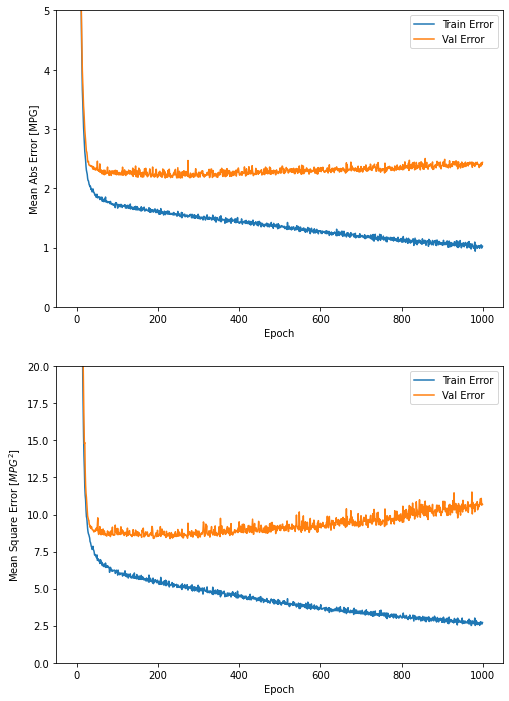 5
4
3
2
1
0
Mean Abs Error [MPG]
Train Error
Val Error
0 200 400 600 800 1000
Epoch
20.0
17.5
15.0
12.5
10.0
7.5
5.0
2.5
0.0
Mean Square Error [MPG²]
Train Error
Val Error
0 200 400 600 800 1000
Epoch